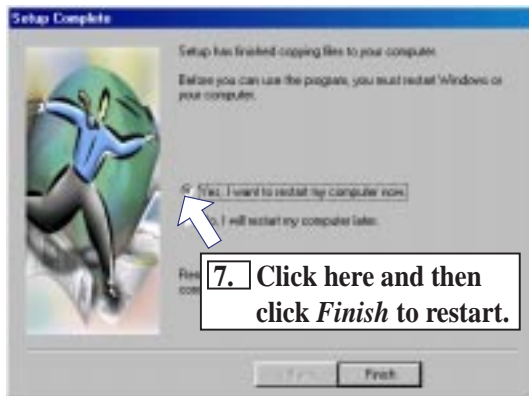 Setup Complete
Setup has finished copying files to your computer.
Before you can use the program, you must restart Windows or
your computer.
Yes, I want to restart my computer now.
o, I will restart my computer later.
7. Click here and then
click Finish to restart.
Finish